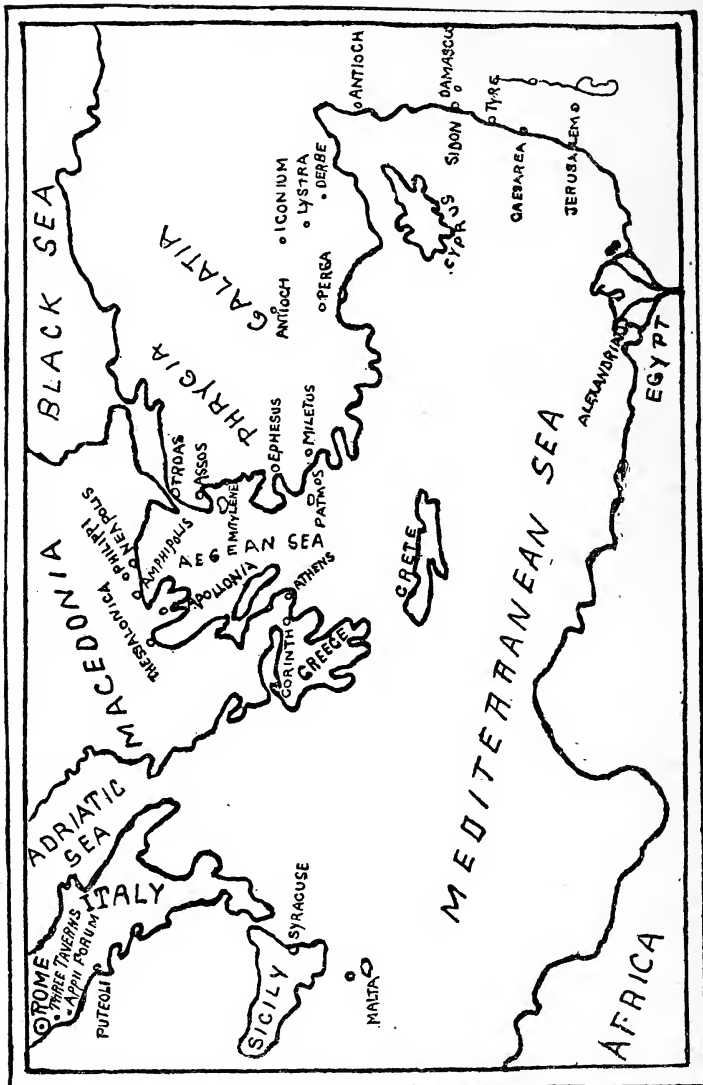 BLACK SEA
MACEDONIA
ADRIATIC
SEA
ITALY
ROME
THREE TAVERNS
APPII FORUM
PUTEOLI
SICILY
SYRACUSE
MALTA
PHILIPPI
NEAPOLIS
AMPHIPOLIS
THESSALONICA
APOLLONIA
AEGEAN SEA
TROAS
ASSOS
MITYLENE
PHRYGIA
GALATIA
ANTIOCH
ICONIUM
LYSTRA
DERBE
PERGA
EPHESUS
MILETUS
PATMOS
ATHENS
CORINTH
GREECE
CRETE
CYPRUS
ANTIOCH
DAMASCU
SIDON
TYRE
CAESAREA
JERUSALEM
MEDITERRANEAN SEA
ALEXANDRIA
EGYPT
AFRICA